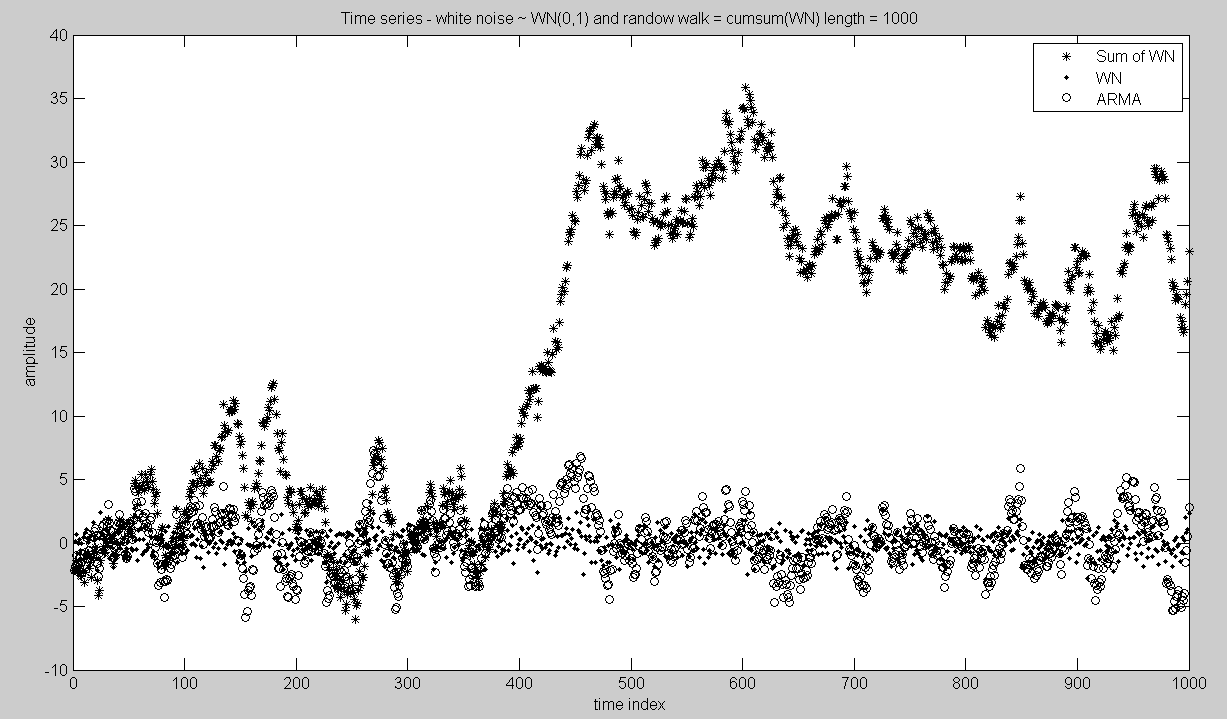 Time series - white noise ~ WN(0,1) and randow walk = cumsum(WN) length = 1000
40
35
30
25
20
15
10
5
0
-5
-10
amplitude
Sum of WN
WN
ARMA
0 100 200 300 400 500 600 700 800 900 1000
time index